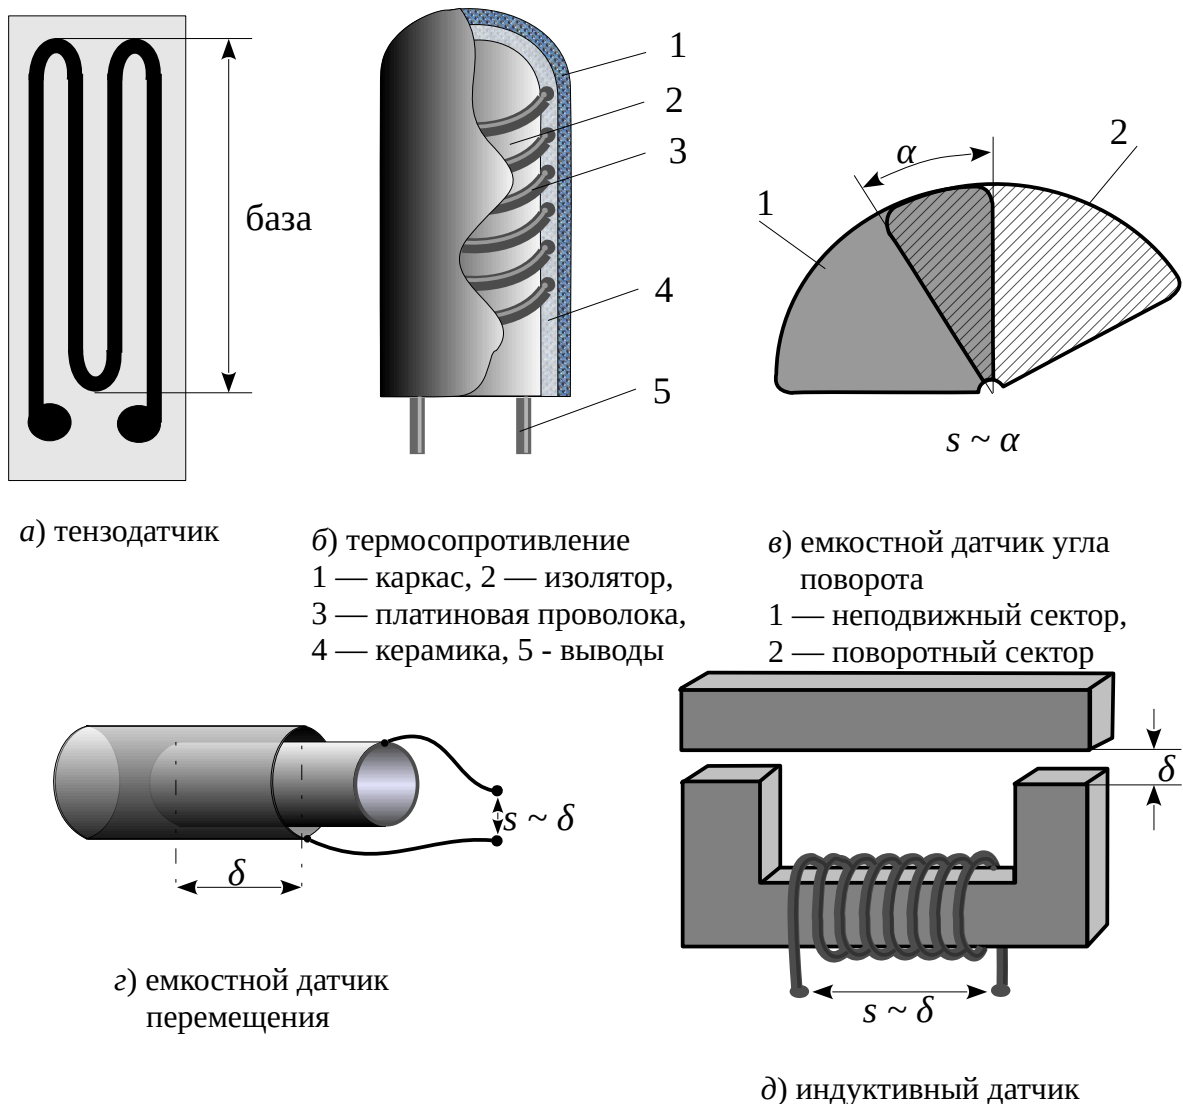 база
1
2
3
4
5
α
1
2
s ~ α
а) тензодатчик
б) термосопротивление
1 — каркас, 2 — изолятор,
3 — платиновая проволока,
4 — керамика, 5 - выводы
в) емкостной датчик угла
поворота
1 — неподвижный сектор,
2 — поворотный сектор
δ
s ~ δ
г) емкостной датчик
перемещения
δ
s ~ δ
д) индуктивный датчик